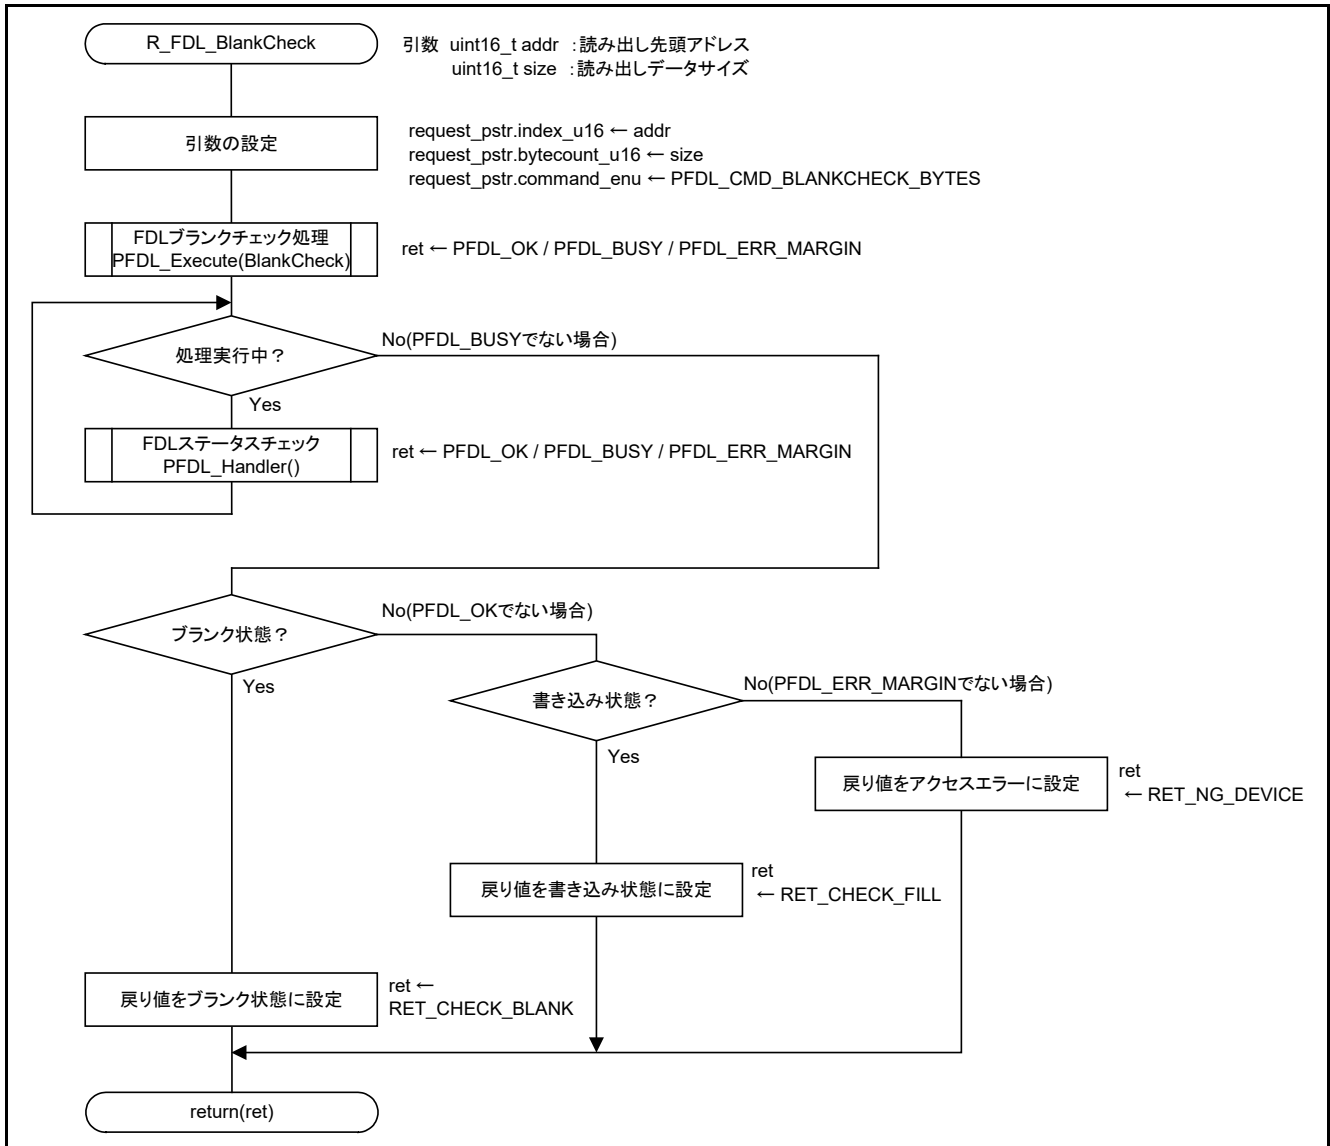 R_FDL_BlankCheck
引数 uint16_t addr ：読み出し先頭アドレス
uint16_t size ：読み出しデータサイズ
引数の設定
request_pstr.index_u16 ← addr
request_pstr.bytecount_u16 ← size
request_pstr.command_enu ← PFDL_CMD_BLANKCHECK_BYTES
FDLブランクチェック処理
PFDL_Execute(BlankCheck)
ret ← PFDL_OK / PFDL_BUSY / PFDL_ERR_MARGIN
処理実行中？
No(PFDL_BUSYでない場合)
Yes
FDLステータスチェック
PFDL_Handler()
ret ← PFDL_OK / PFDL_BUSY / PFDL_ERR_MARGIN
ブランク状態？
No(PFDL_OKでない場合)
Yes
書き込み状態？
No(PFDL_ERR_MARGINでない場合)
Yes
戻り値をアクセスエラーに設定
ret
← RET_NG_DEVICE
戻り値を書き込み状態に設定
ret
← RET_CHECK_FILL
戻り値をブランク状態に設定
ret ←
RET_CHECK_BLANK
return(ret)